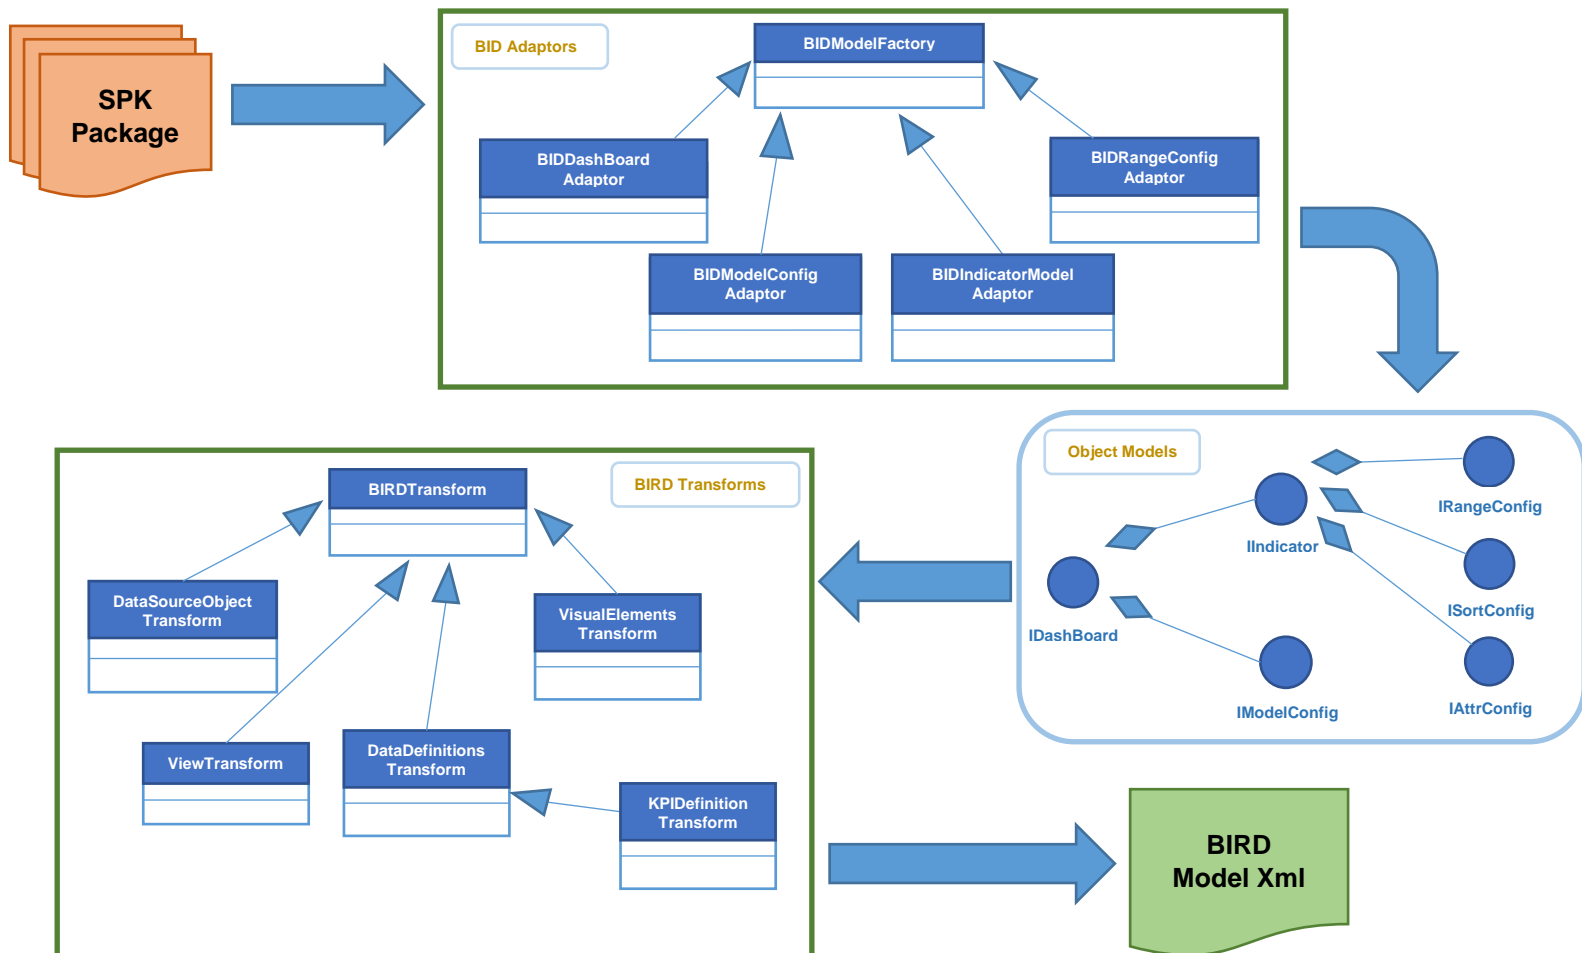 SPK
Package
BID Adaptors
BIDModelFactory
BIDDashBoard
Adaptor
BIDRangeConfig
Adaptor
BIDModelConfig
Adaptor
BIDIndicatorModel
Adaptor
Object Models
IRangeConfig
IIndicator
ISortConfig
IDashBoard
IModelConfig
IAttrConfig
BIRD Transforms
BIRDTransform
DataSourceObject
Transform
VisualElements
Transform
ViewTransform
DataDefinitions
Transform
KPIDefinition
Transform
BIRD
Model Xml